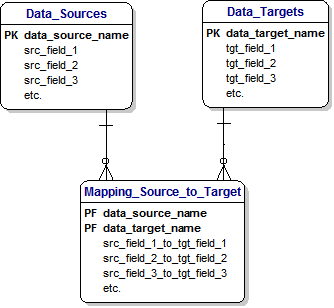 Data_Sources
PK data_source_name
src_field_1
src_field_2
src_field_3
etc.
Data_Targets
PK data_target_name
tgt_field_1
tgt_field_2
tgt_field_3
etc.
Mapping_Source_to_Target
PF data_source_name
PF data_target_name
src_field_1_to_tgt_field_1
src_field_2_to_tgt_field_2
src_field_3_to_tgt_field_3
etc.